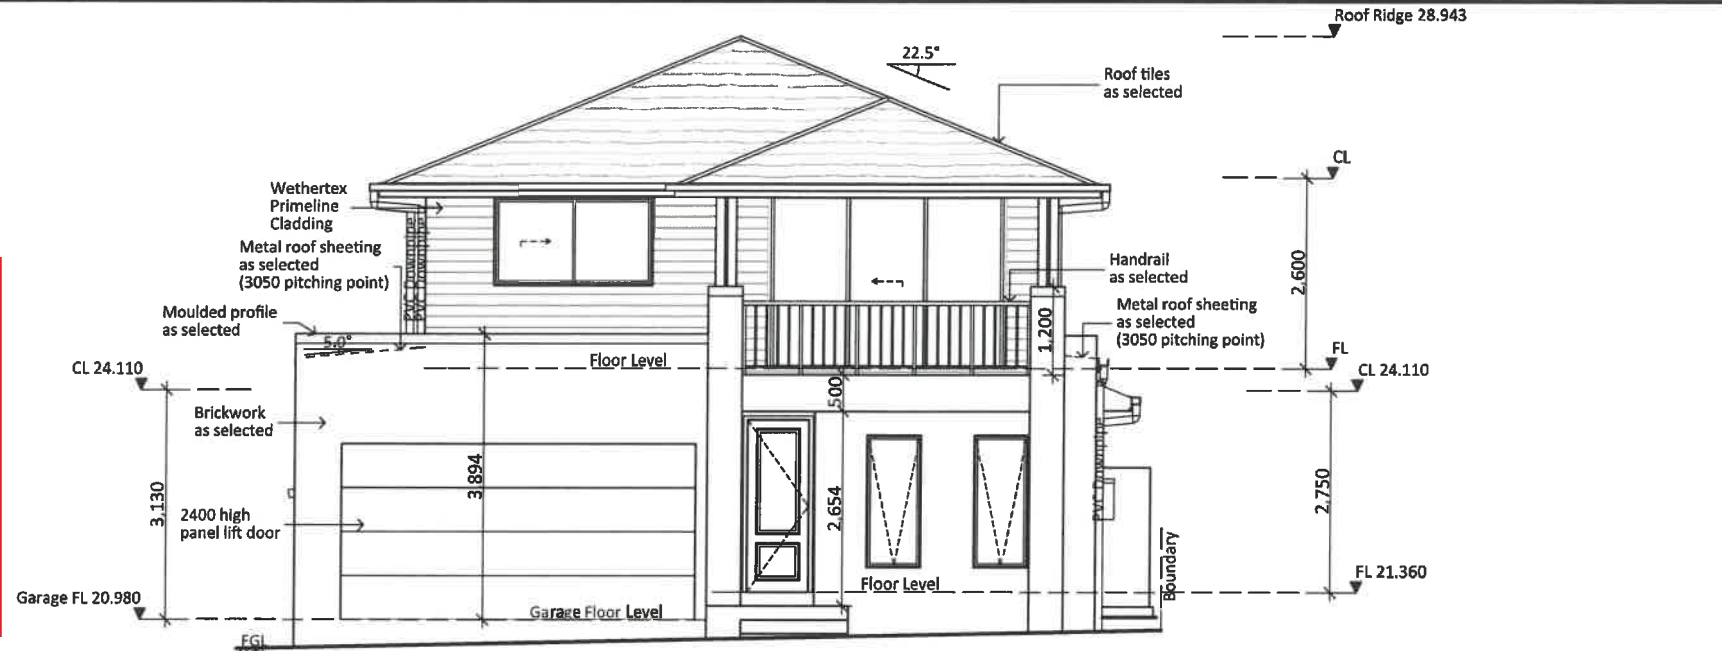 Roof Ridge 28.943
22.5°
Roof tiles
as selected
CL
Wethertex
Primeline
Cladding
Metal roof sheeting
as selected
(3050 pitching point)
Handrail
as selected
2,600
Moulded profile
as selected
Metal roof sheeting
as selected
(3050 pitching point)
1,200
5.0°
Floor Level
FL
CL 24.110
CL 24.110
500
Brickwork
as selected
3,130
3,894
2,654
2,750
2400 high
panel lift door
Boundary
Floor Level
FL 21.360
Garage FL 20.980
Garage Floor Level
FGL